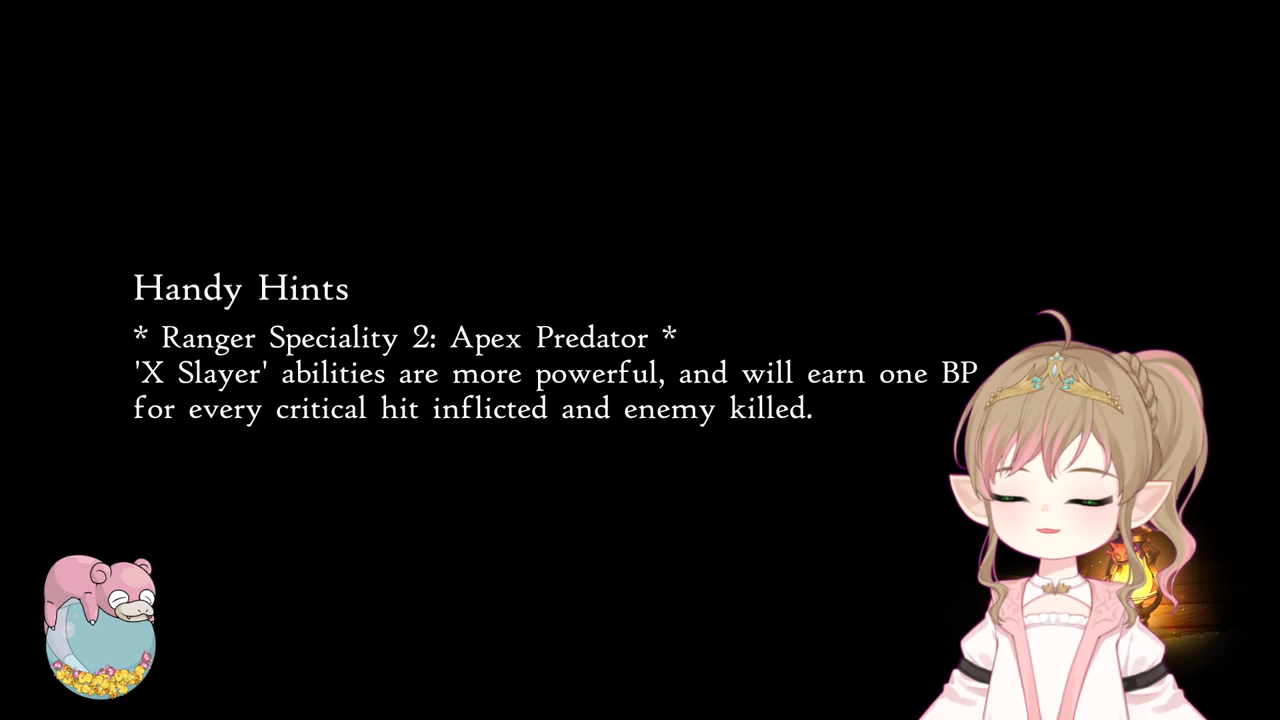 Handy Hints
* Ranger Speciality 2: Apex Predator *
'X Slayer' abilities are more powerful, and will earn one BP
for every critical hit inflicted and enemy killed.